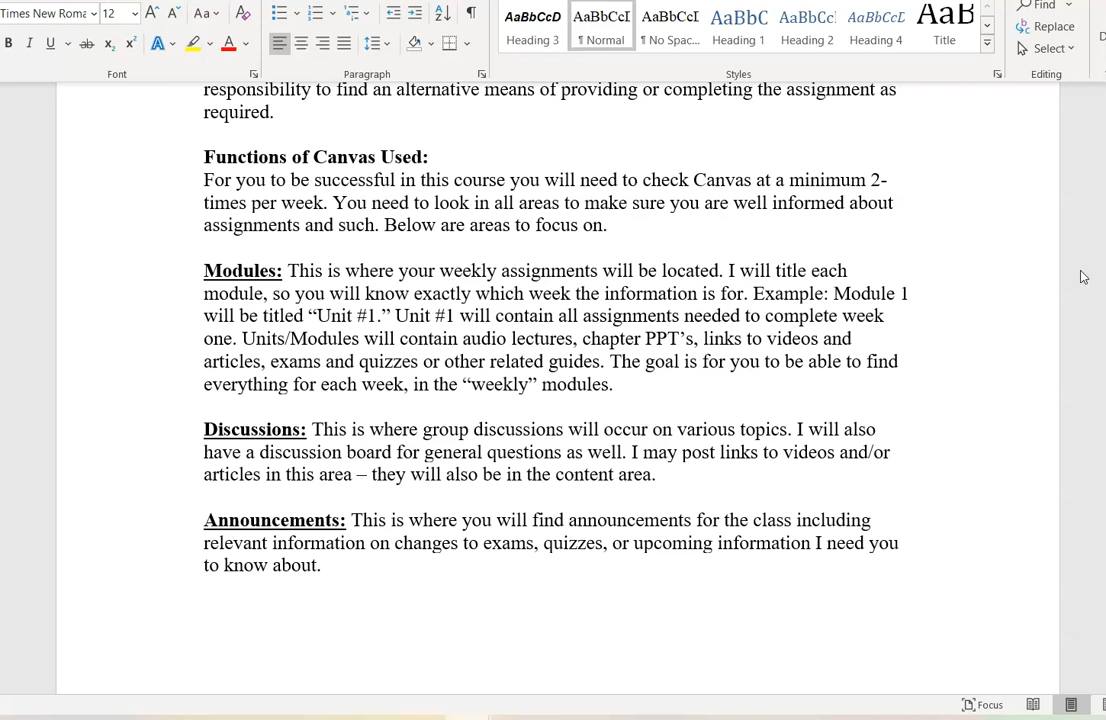 Times New Roma 12 Aa
AaBbCcD AaBbCcI AaBbCcI AaBbC AaBbCc AaBbCcD AaB
Heading 3 ¶ Normal ¶ No Spac... Heading 1 Heading 2 Heading 4 Title
Find
Replace
Select
B I U ab x₂ x² A A
Font Paragraph Styles Editing
responsibility to find an alternative means of providing or completing the assignment as
required.
Functions of Canvas Used:
For you to be successful in this course you will need to check Canvas at a minimum 2-
times per week. You need to look in all areas to make sure you are well informed about
assignments and such. Below are areas to focus on.
Modules: This is where your weekly assignments will be located. I will title each
module, so you will know exactly which week the information is for. Example: Module 1
will be titled “Unit #1.” Unit #1 will contain all assignments needed to complete week
one. Units/Modules will contain audio lectures, chapter PPT’s, links to videos and
articles, exams and quizzes or other related guides. The goal is for you to be able to find
everything for each week, in the “weekly” modules.
Discussions: This is where group discussions will occur on various topics. I will also
have a discussion board for general questions as well. I may post links to videos and/or
articles in this area – they will also be in the content area.
Announcements: This is where you will find announcements for the class including
relevant information on changes to exams, quizzes, or upcoming information I need you
to know about.
Focus